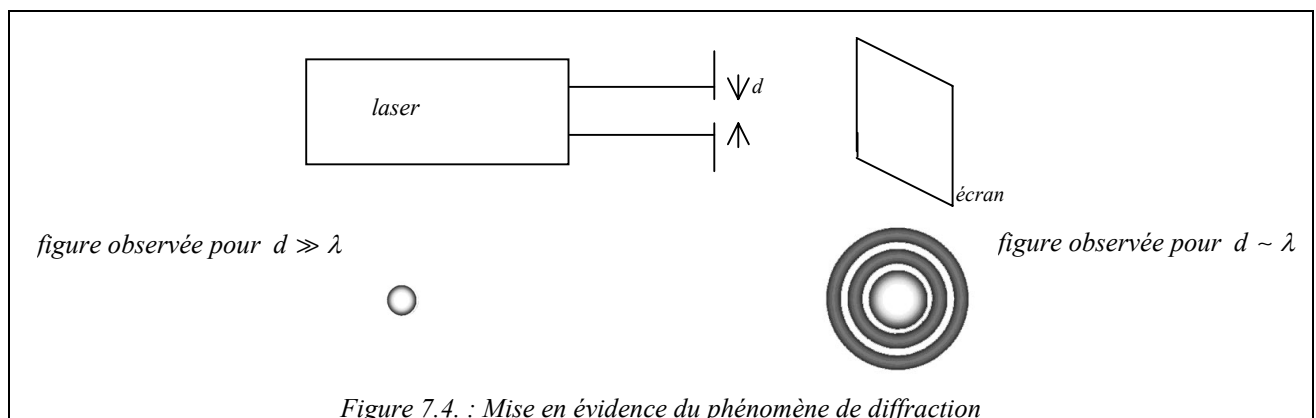 laser
d
écran
figure observée pour d ≫ λ
figure observée pour d ~ λ
Figure 7.4. : Mise en évidence du phénomène de diffraction